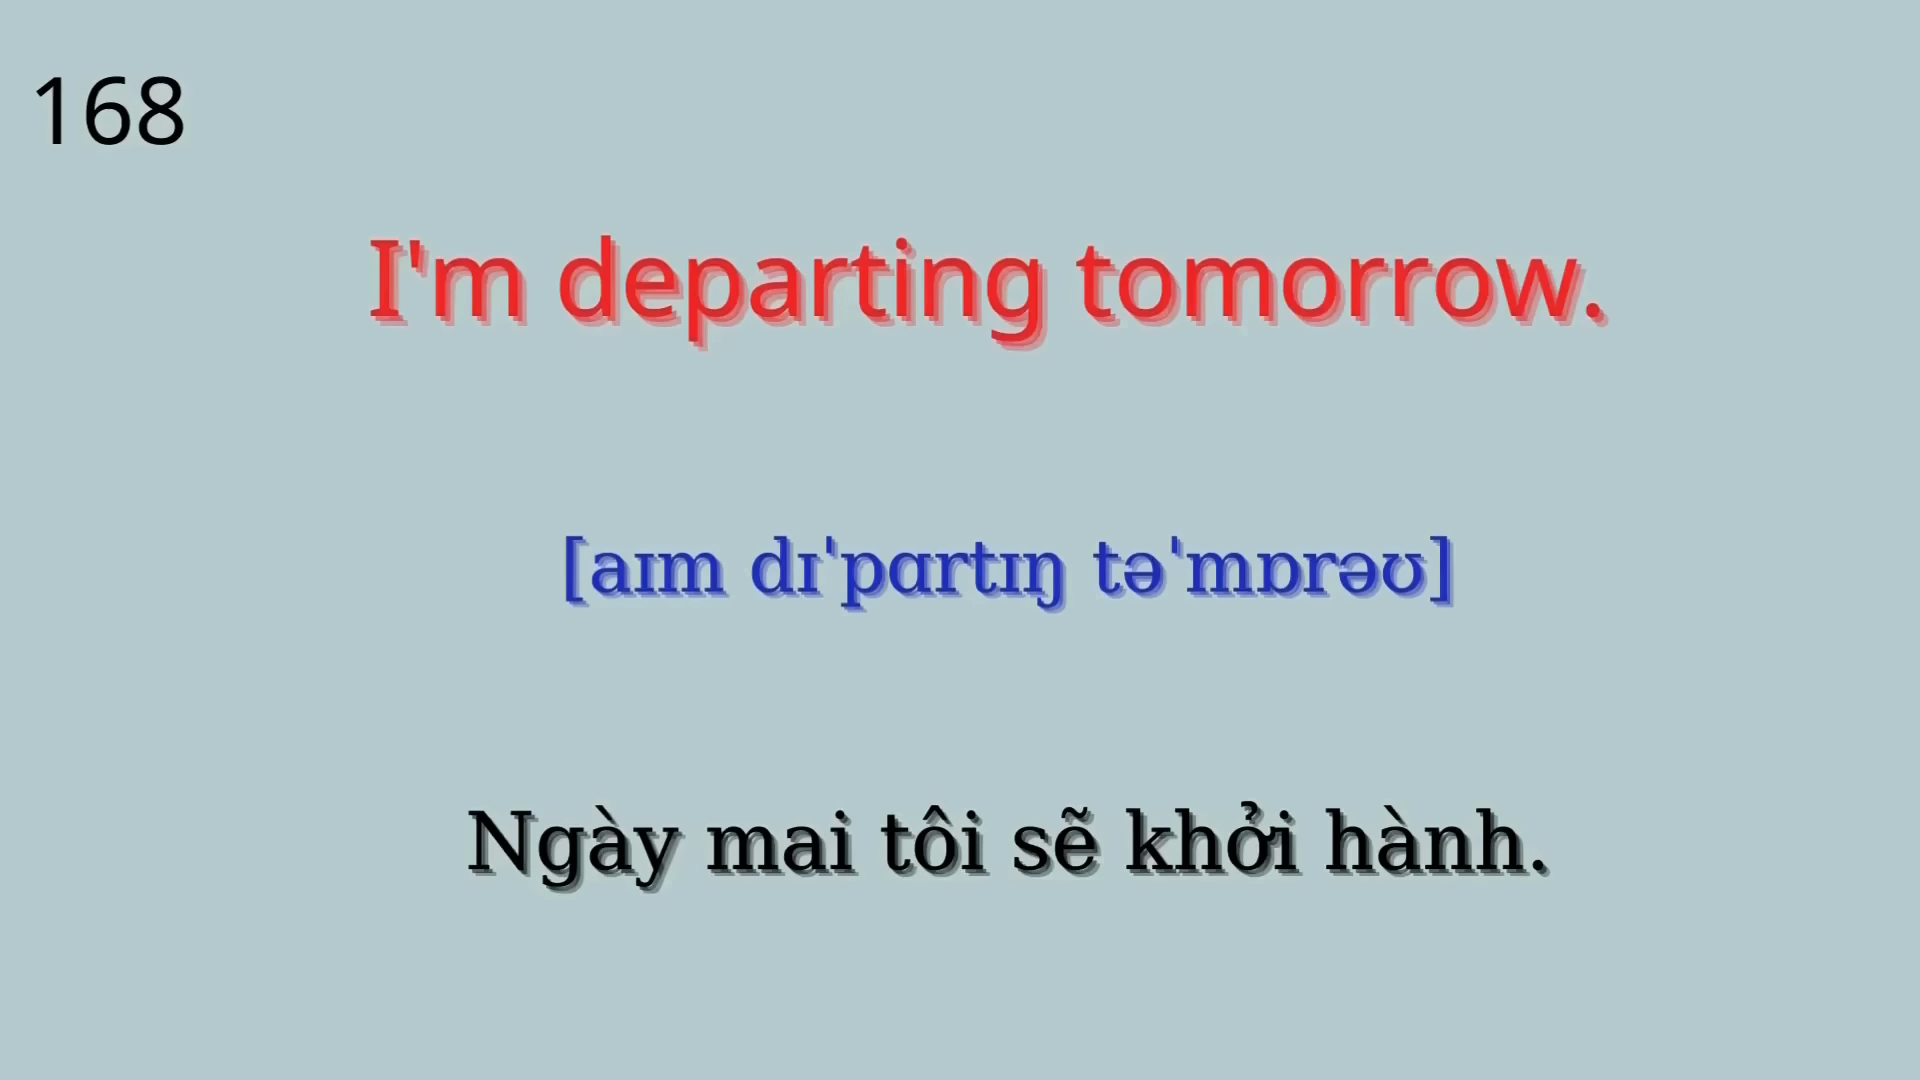 168
I'm departing tomorrow.
[aɪm dɪˈpɑrtɪŋ təˈmɒrəʊ]
Ngày mai tôi sẽ khởi hành.